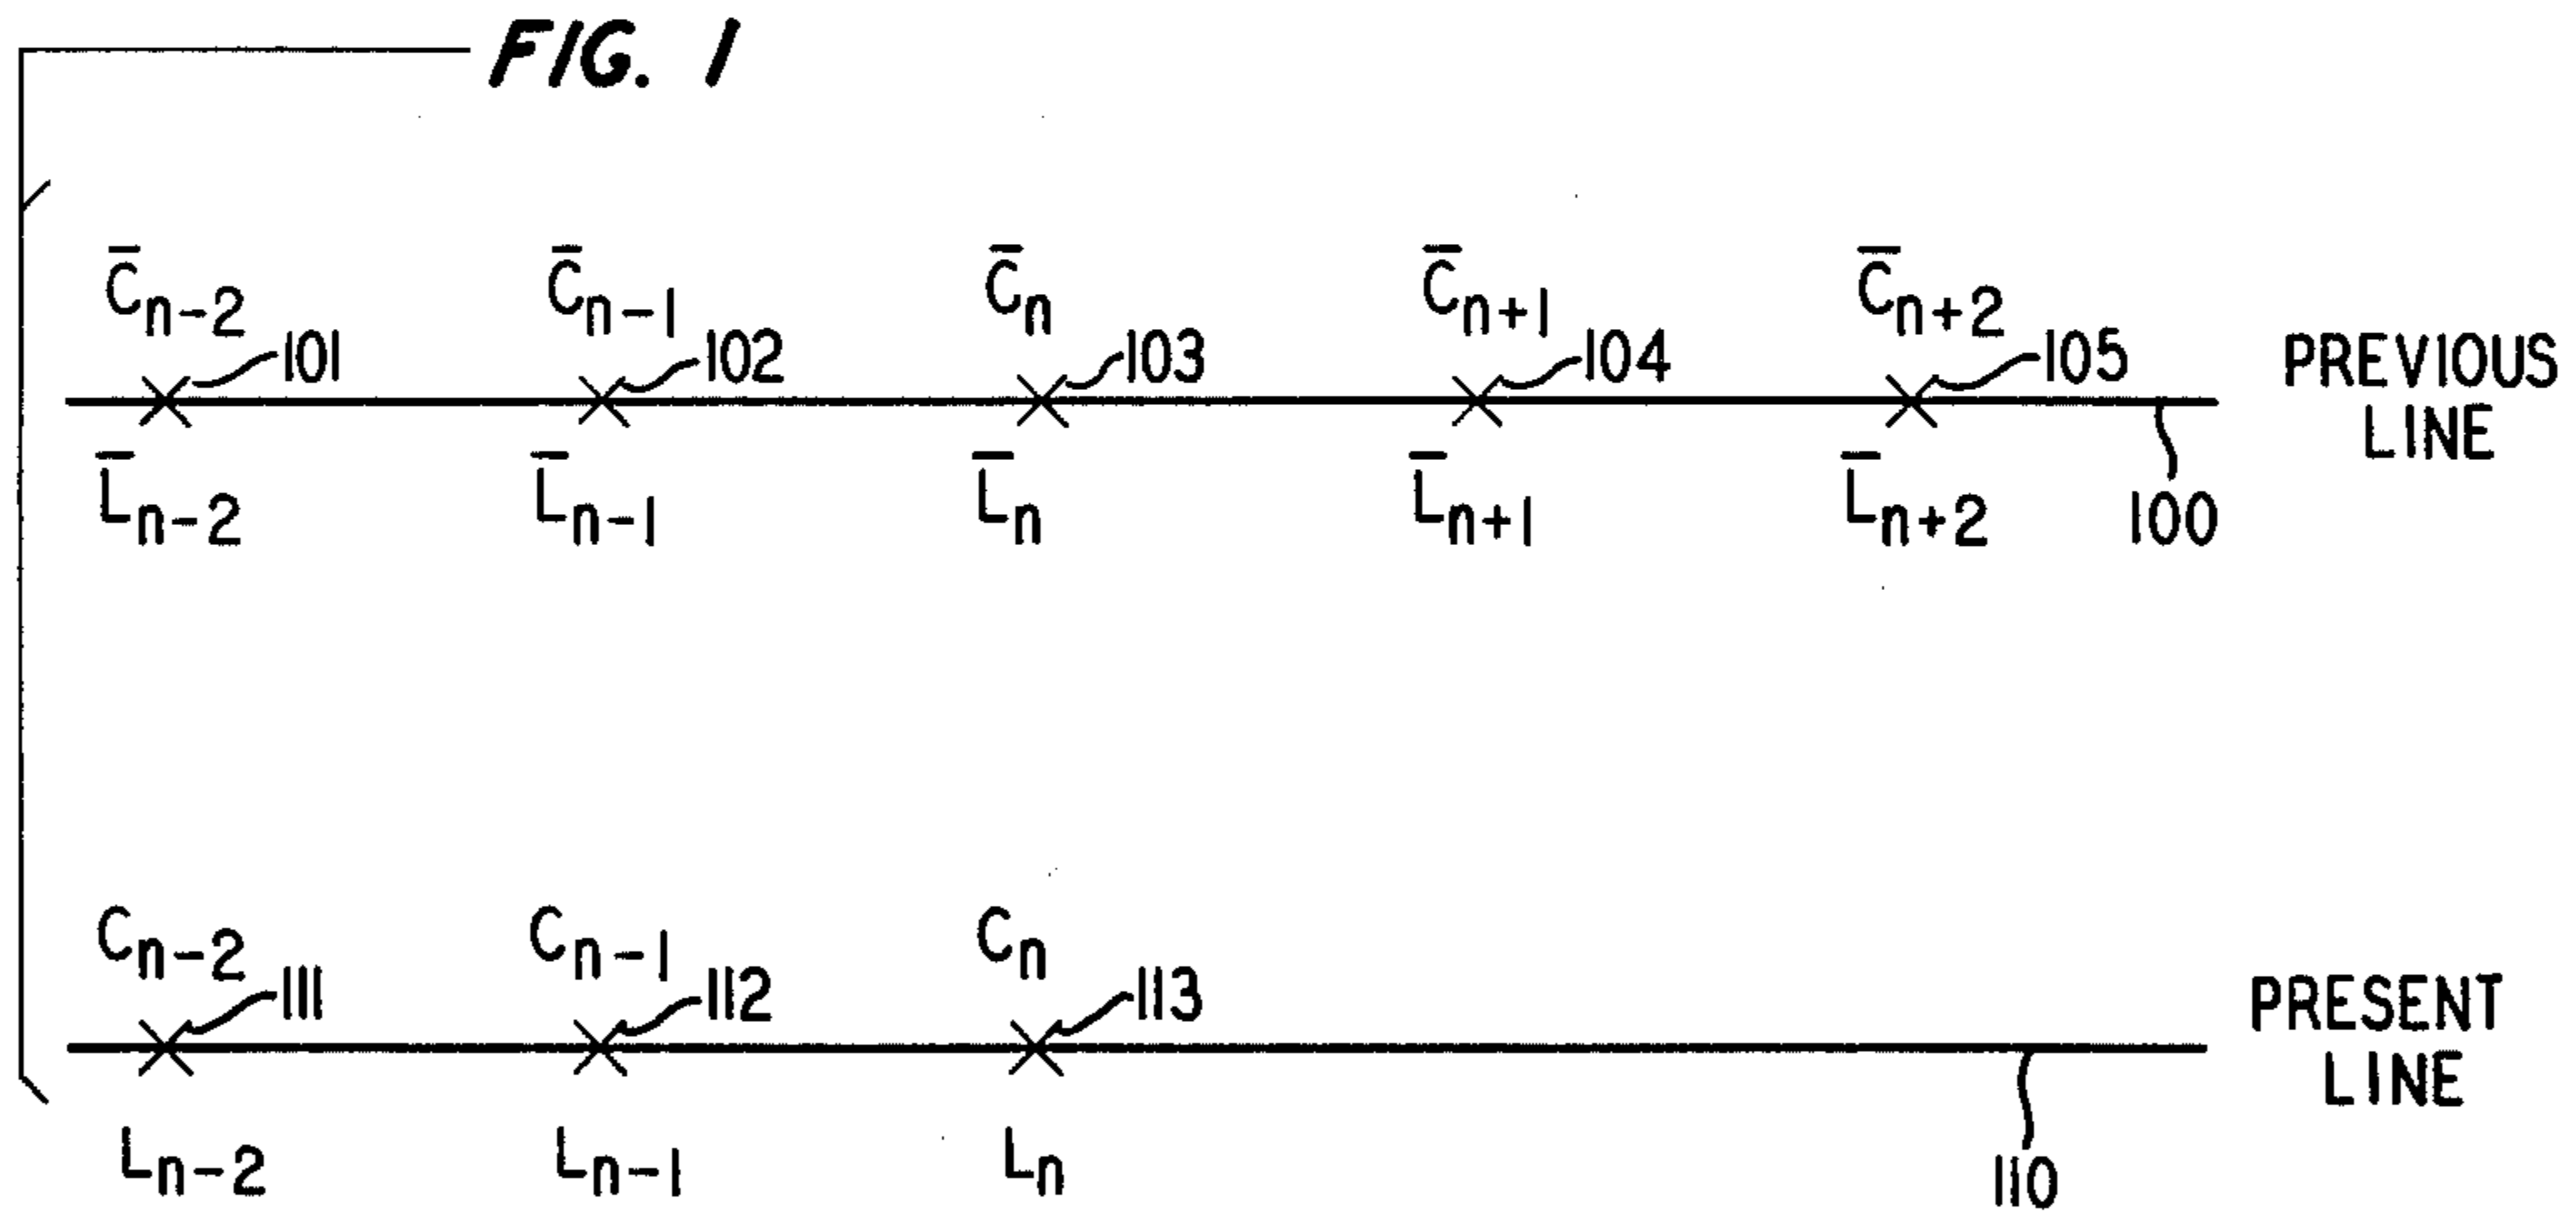 FIG. 1
C̄n-2 C̄n-1 C̄n C̄n+1 C̄n+2
101 102 103 104 105 PREVIOUS
LINE
L̄n-2 L̄n-1 L̄n L̄n+1 L̄n+2 100
Cn-2 Cn-1 Cn
111 112 113 PRESENT
LINE
Ln-2 Ln-1 Ln 110